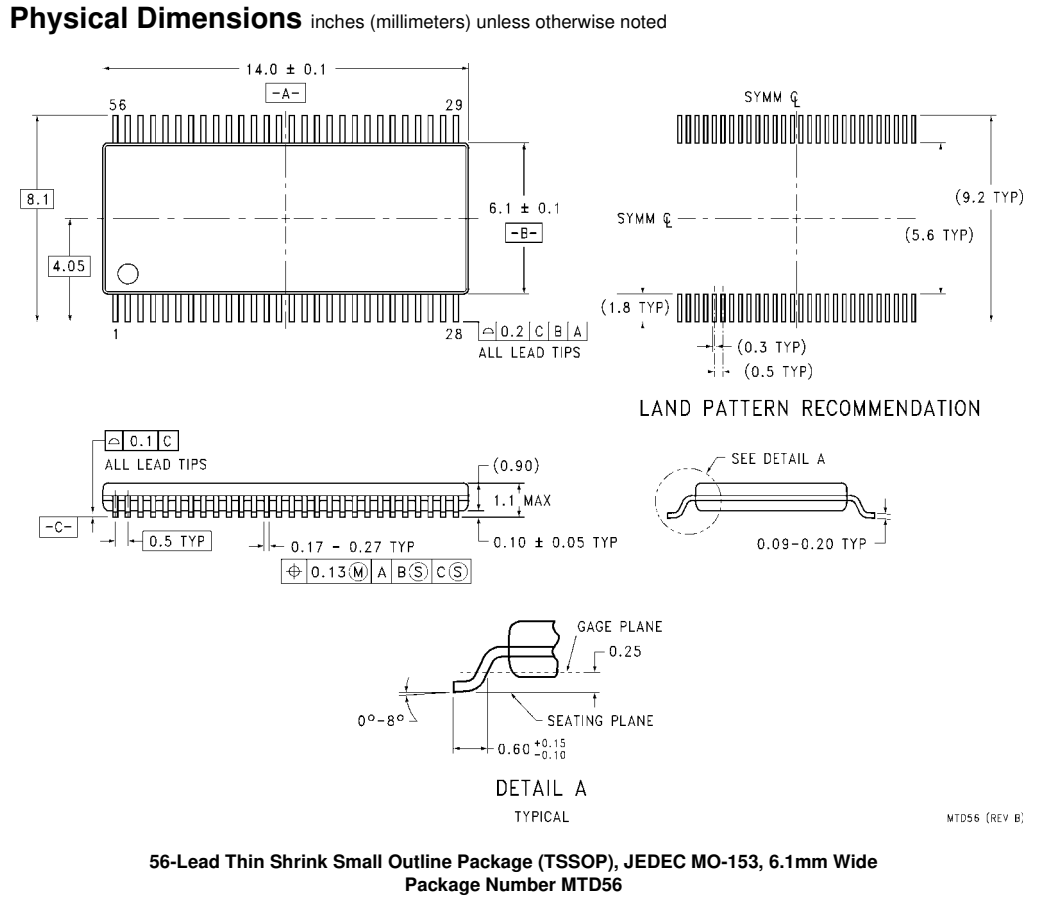 Physical Dimensions inches (millimeters) unless otherwise noted
14.0 ± 0.1
-A-
56
29
8.1
4.05
6.1 ± 0.1
-B-
1
28
⌓ 0.2 C B A
ALL LEAD TIPS
SYMM ℄
SYMM ℄
(9.2 TYP)
(5.6 TYP)
(1.8 TYP)
(0.3 TYP)
(0.5 TYP)
LAND PATTERN RECOMMENDATION
⌓ 0.1 C
ALL LEAD TIPS
(0.90)
1.1 MAX
-C-
0.5 TYP
0.17 - 0.27 TYP
0.10 ± 0.05 TYP
⌖ 0.13 Ⓜ A B Ⓢ C Ⓢ
SEE DETAIL A
0.09-0.20 TYP
GAGE PLANE
0.25
0°-8°
SEATING PLANE
0.60 +0.15 -0.10
DETAIL A
TYPICAL
MTD56 (REV B)
56-Lead Thin Shrink Small Outline Package (TSSOP), JEDEC MO-153, 6.1mm Wide
Package Number MTD56